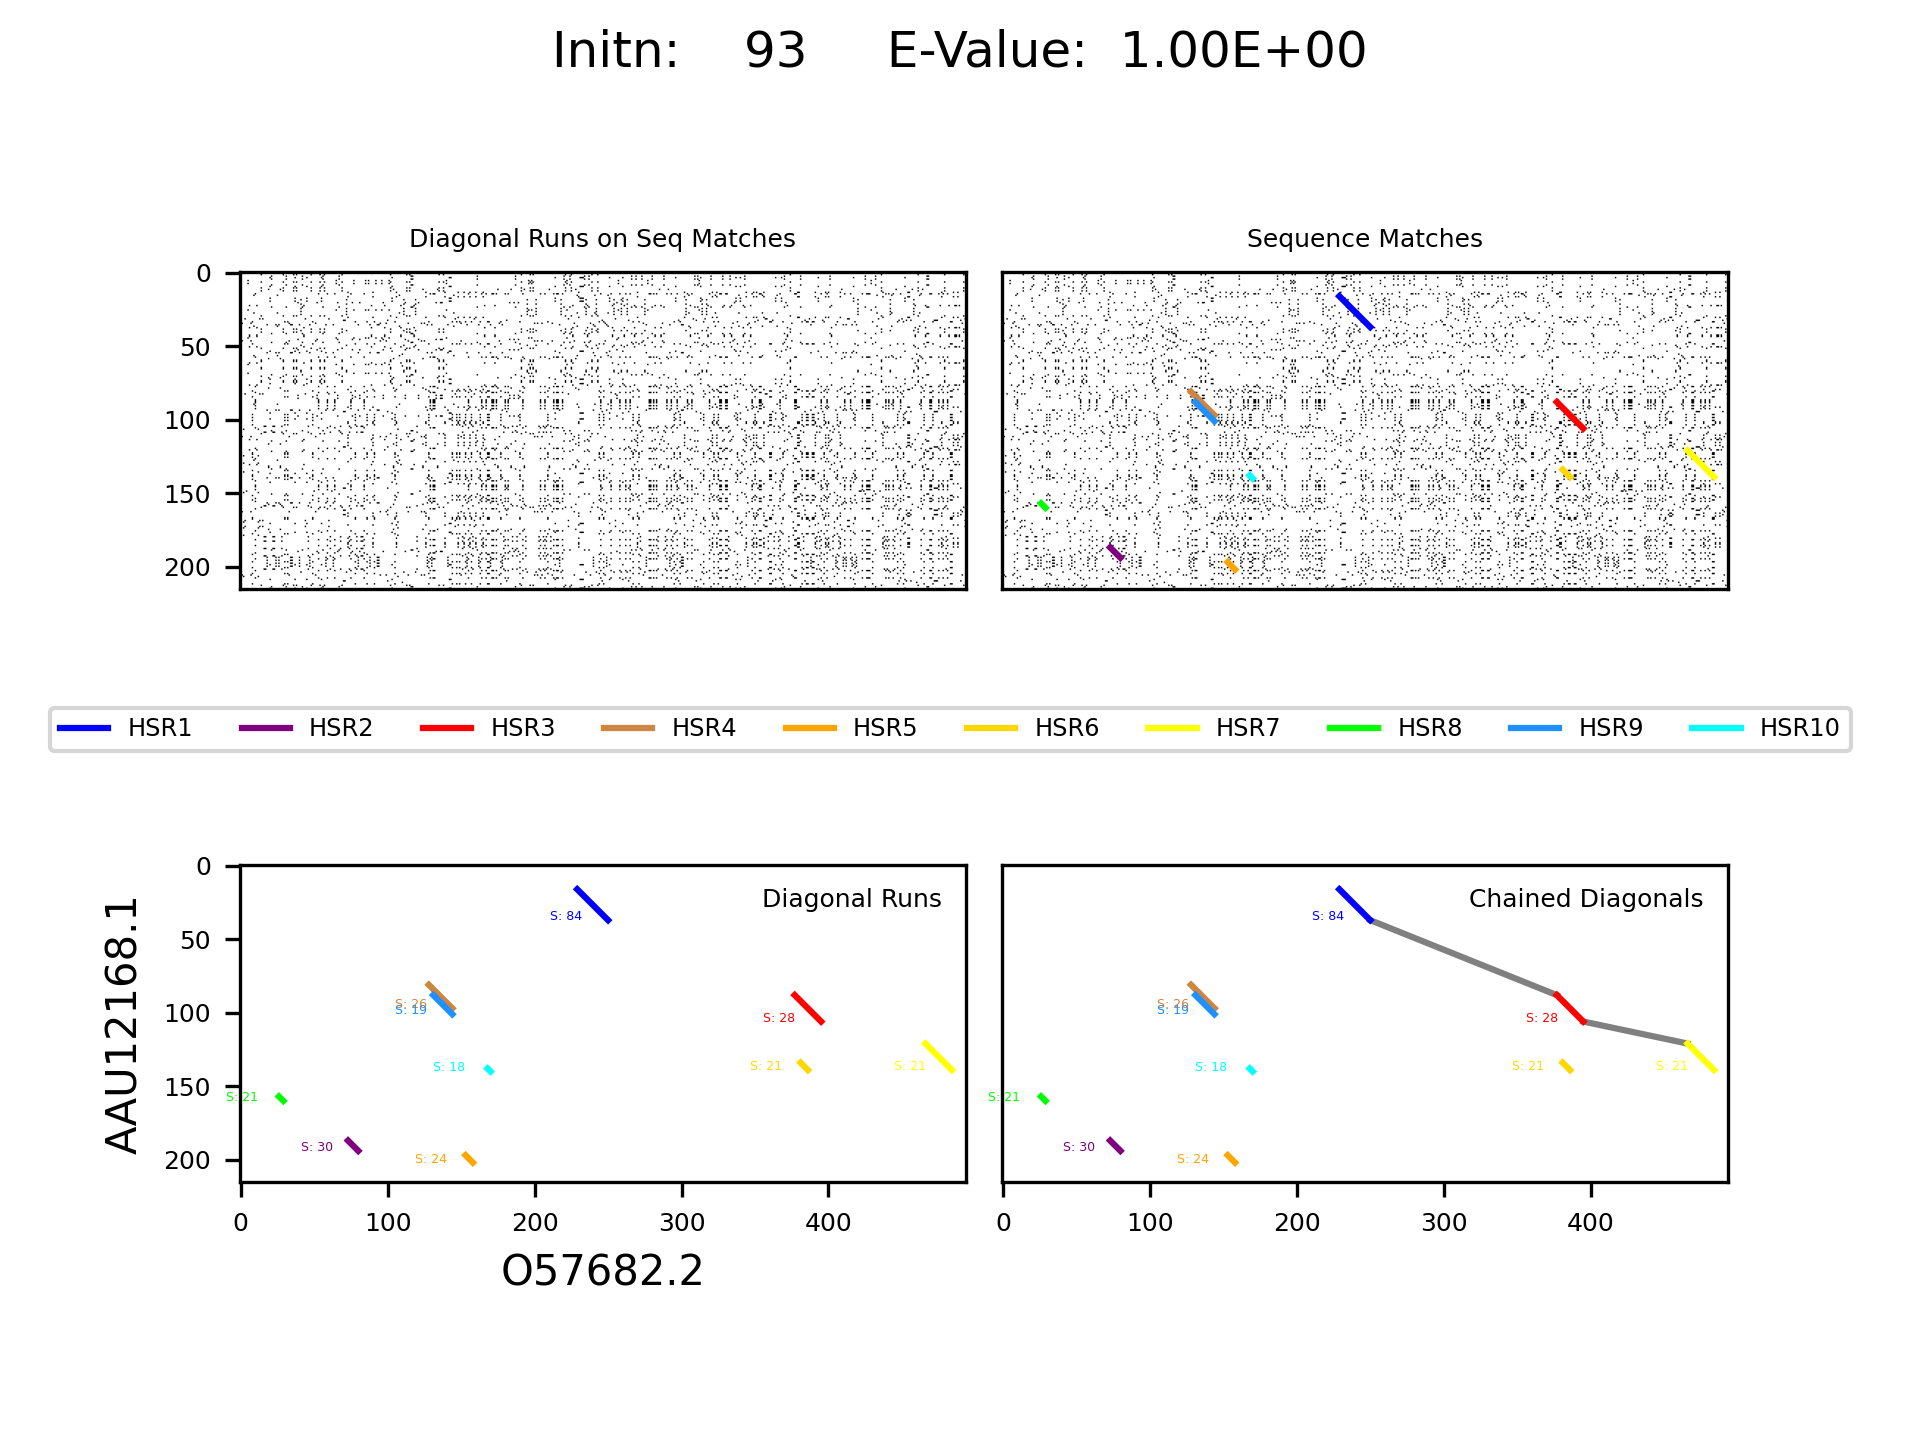 Initn: 93 E-Value: 1.00E+00
Diagonal Runs on Seq Matches
Sequence Matches
0
50
100
150
200
HSR1 HSR2 HSR3 HSR4 HSR5 HSR6 HSR7 HSR8 HSR9 HSR10
AAU12168.1
0
50
100
150
200
Diagonal Runs
S: 84
S: 26
S: 19
S: 28
S: 18
S: 21
S: 21
S: 21
S: 30
S: 24
0 100 200 300 400
O57682.2
Chained Diagonals
S: 84
S: 26
S: 19
S: 28
S: 18
S: 21
S: 21
S: 21
S: 30
S: 24
0 100 200 300 400